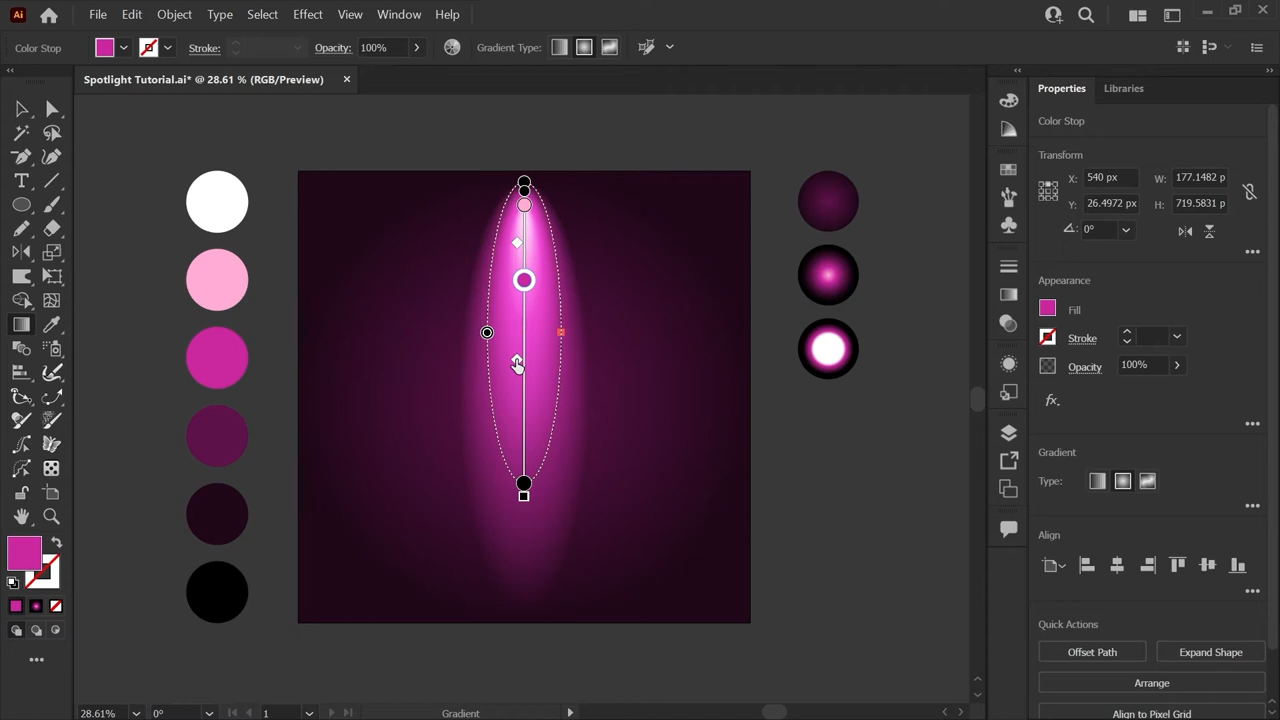 Ai File Edit Object Type Select Effect View Window Help
Color Stop Stroke: Opacity: 100% Gradient Type:
Spotlight Tutorial.ai* @ 28.61 % (RGB/Preview)
Properties Libraries
Color Stop
Transform
X: 540 px W: 177.1482 p
Y: 26.4972 px H: 719.5831 p
0°
Appearance
Fill
Stroke
Opacity 100%
fx.
Gradient
Type:
Align
Quick Actions
Offset Path Expand Shape
Arrange
Align to Pixel Grid
28.61% 0° 1 Gradient